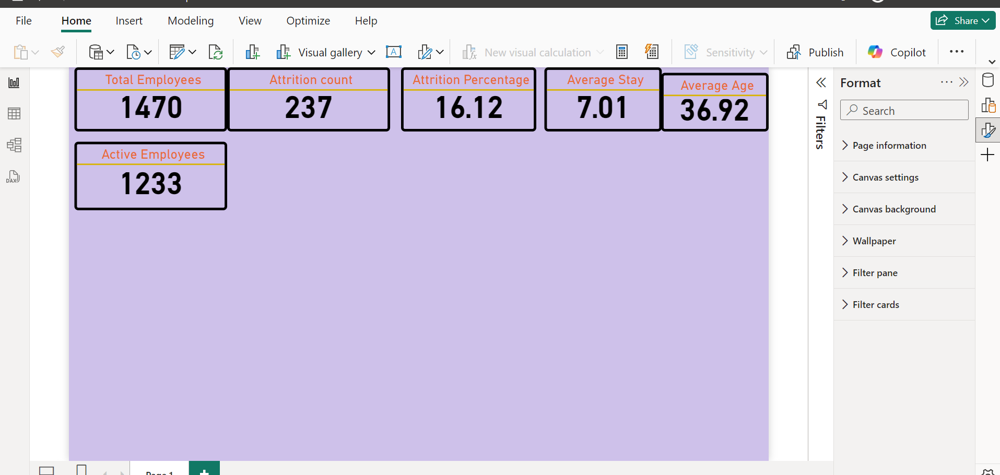 File Home Insert Modeling View Optimize Help Share
Visual gallery New visual calculation Sensitivity Publish Copilot
Total Employees
1470
Attrition count
237
Attrition Percentage
16.12
Average Stay
7.01
Average Age
36.92
Active Employees
1233
Filters
Format
Search
Page information
Canvas settings
Canvas background
Wallpaper
Filter pane
Filter cards
DAX
Page 1